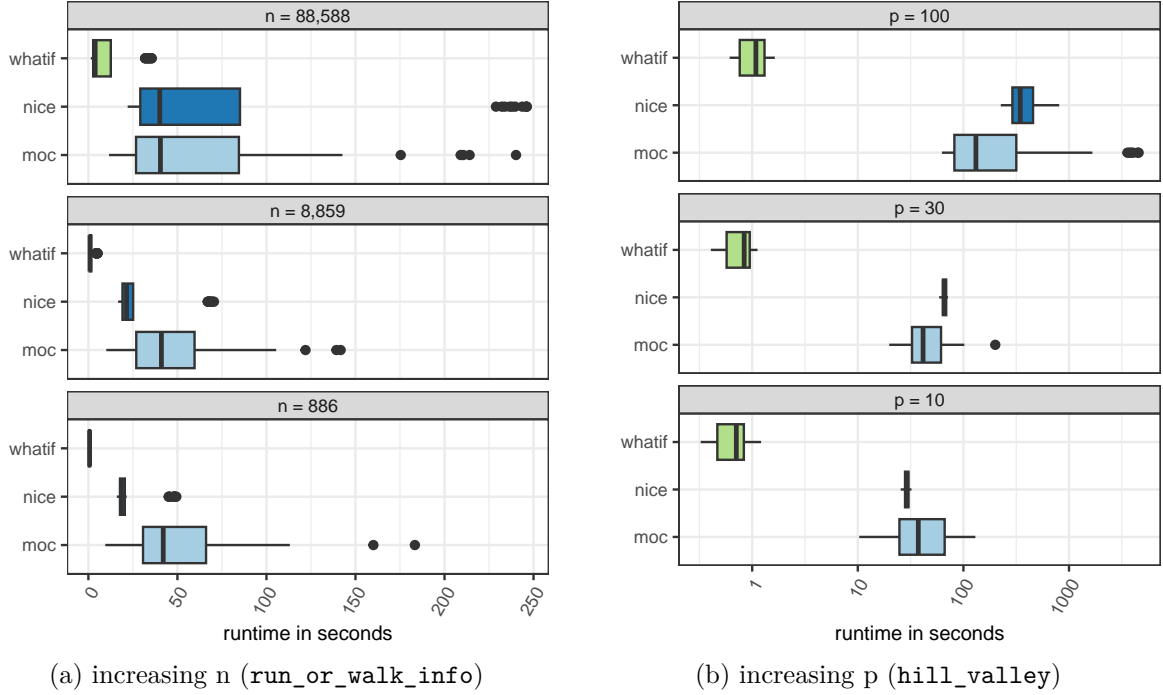 n = 88,588
whatif
nice
moc
n = 8,859
whatif
nice
moc
n = 886
whatif
nice
moc
0 50 100 150 200 250
runtime in seconds
(a) increasing n (run_or_walk_info)
p = 100
whatif
nice
moc
p = 30
whatif
nice
moc
p = 10
whatif
nice
moc
1 10 100 1000
runtime in seconds
(b) increasing p (hill_valley)